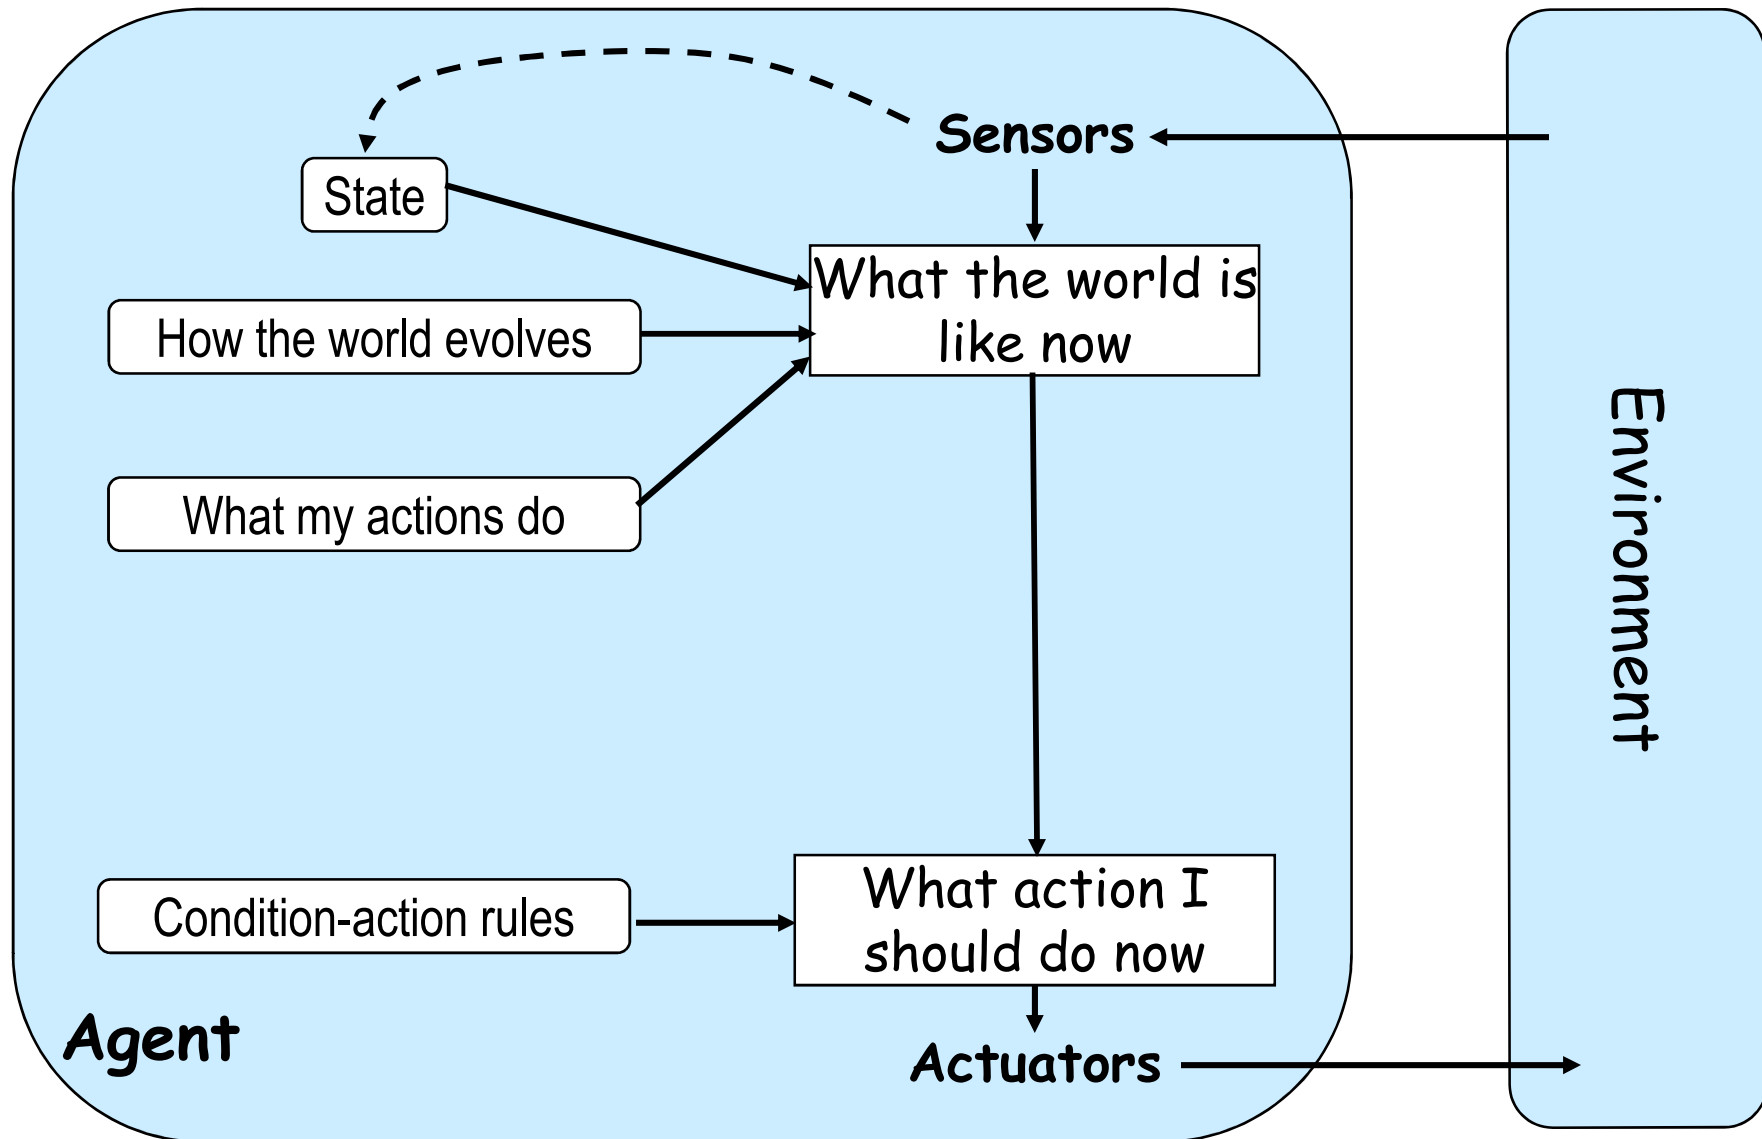 Sensors
State
What the world is
like now
How the world evolves
What my actions do
Environment
Condition-action rules
What action I
should do now
Agent
Actuators